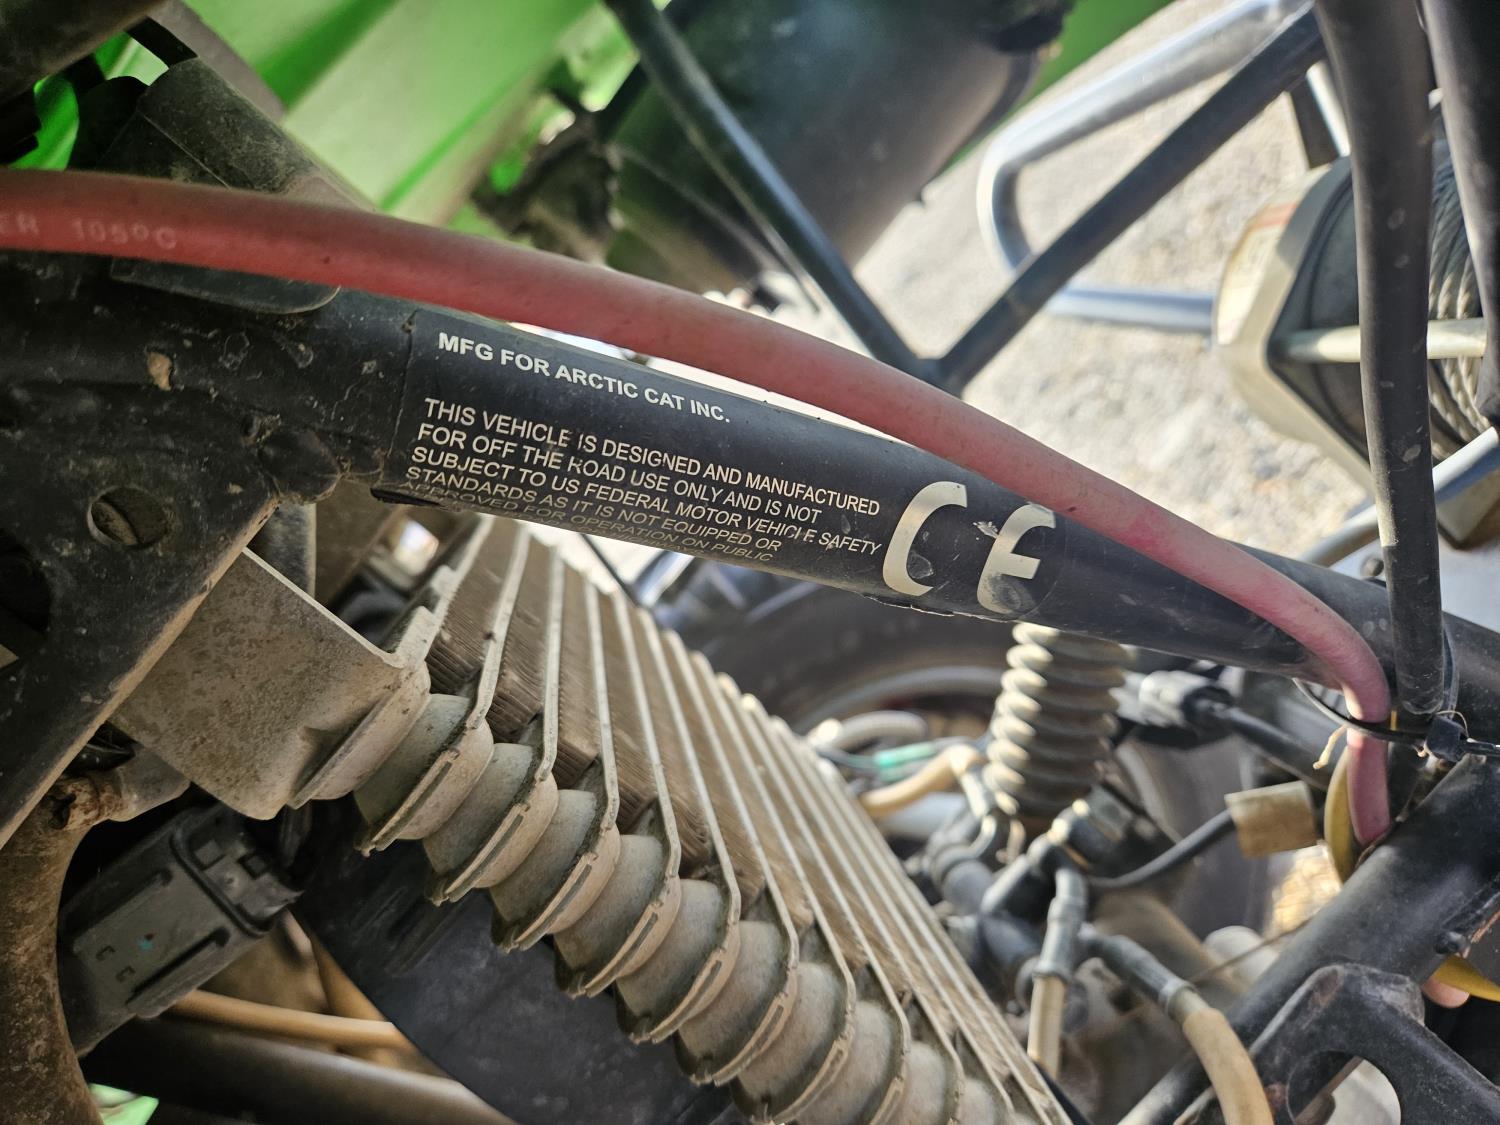 ER 105°C
MFG FOR ARCTIC CAT INC.
THIS VEHICLE IS DESIGNED AND MANUFACTURED
FOR OFF THE ROAD USE ONLY AND IS NOT
SUBJECT TO US FEDERAL MOTOR VEHICLE SAFETY
STANDARDS AS IT IS NOT EQUIPPED OR
APPROVED FOR OPERATION ON PUBLIC
CE